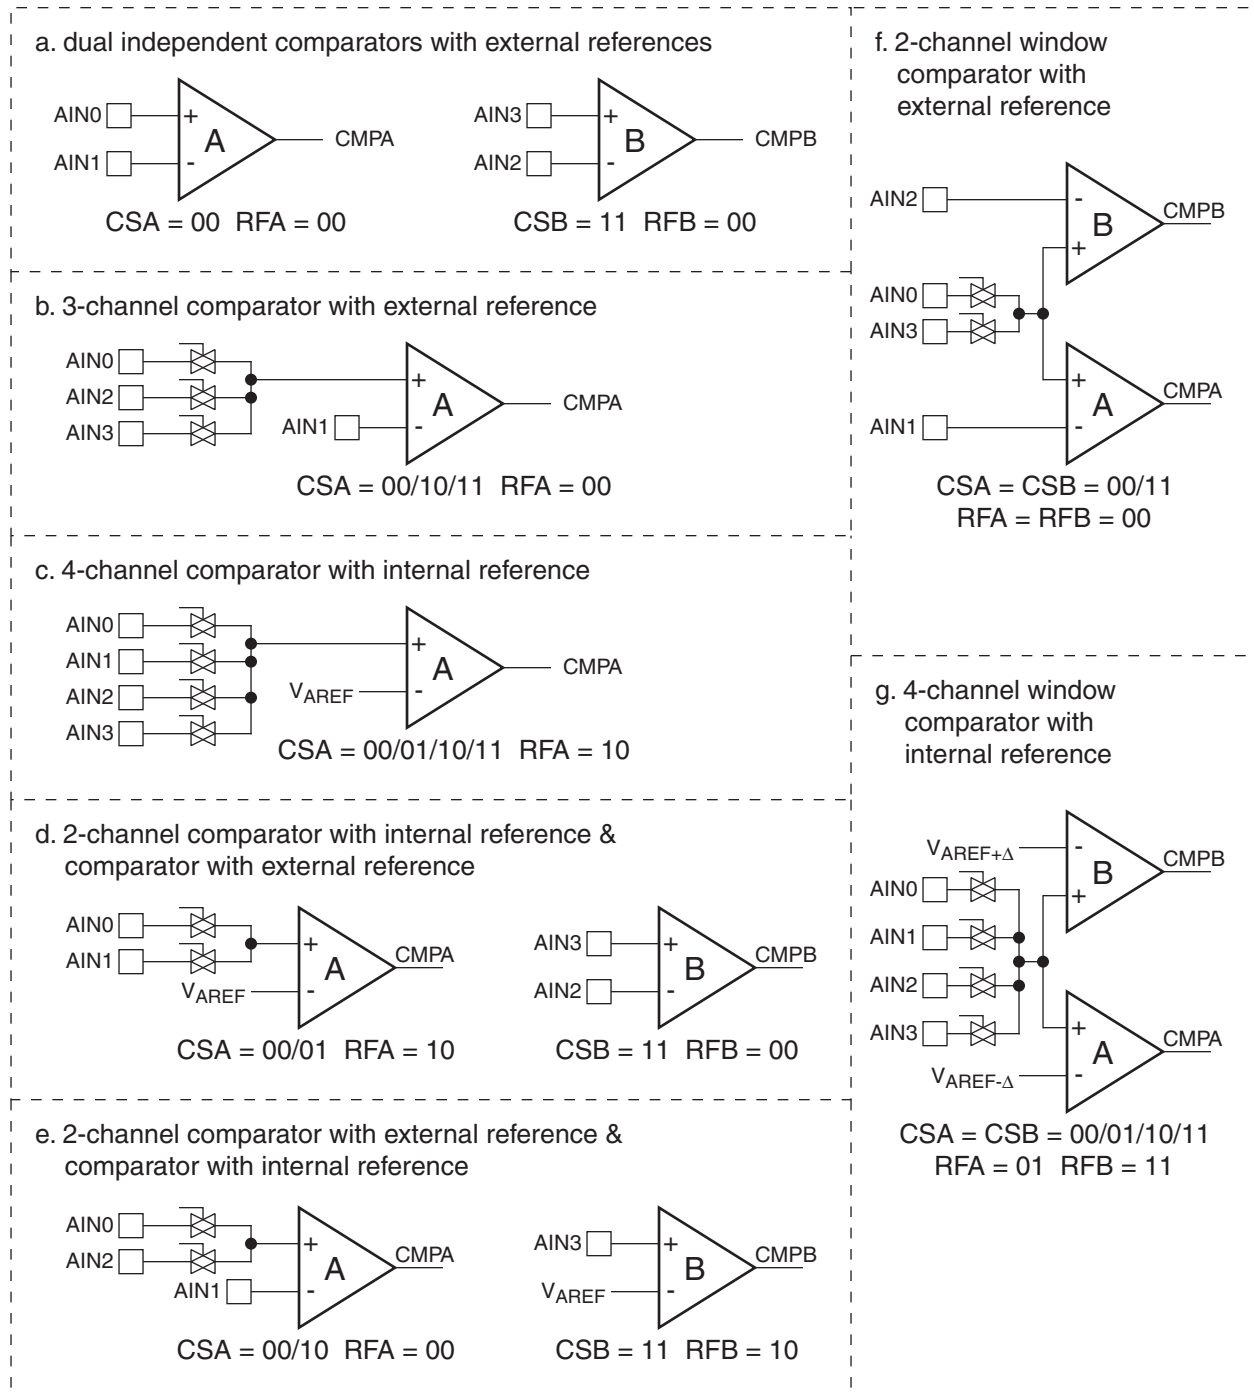 a. dual independent comparators with external references
AIN0
+
A
CMPA
AIN1
-
CSA = 00 RFA = 00
AIN3
+
B
CMPB
AIN2
-
CSB = 11 RFB = 00
b. 3-channel comparator with external reference
AIN0
AIN2
AIN3
+
A
CMPA
AIN1
-
CSA = 00/10/11 RFA = 00
c. 4-channel comparator with internal reference
AIN0
AIN1
AIN2
AIN3
+
A
CMPA
VAREF
-
CSA = 00/01/10/11 RFA = 10
d. 2-channel comparator with internal reference &
comparator with external reference
AIN0
AIN1
+
A
CMPA
VAREF
-
CSA = 00/01 RFA = 10
AIN3
+
B
CMPB
AIN2
-
CSB = 11 RFB = 00
e. 2-channel comparator with external reference &
comparator with internal reference
AIN0
AIN2
+
A
CMPA
AIN1
-
CSA = 00/10 RFA = 00
AIN3
+
B
CMPB
VAREF
-
CSB = 11 RFB = 10
f. 2-channel window
comparator with
external reference
AIN2
-
B
CMPB
+
AIN0
AIN3
+
A
CMPA
AIN1
-
CSA = CSB = 00/11
RFA = RFB = 00
g. 4-channel window
comparator with
internal reference
VAREF+Δ
-
B
CMPB
+
AIN0
AIN1
AIN2
AIN3
+
A
CMPA
VAREF-Δ
-
CSA = CSB = 00/01/10/11
RFA = 01 RFB = 11